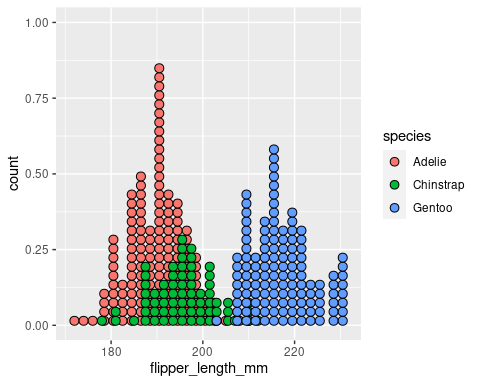 1.00
0.75
0.50
0.25
0.00
count
180
200
220
flipper_length_mm
species
Adelie
Chinstrap
Gentoo